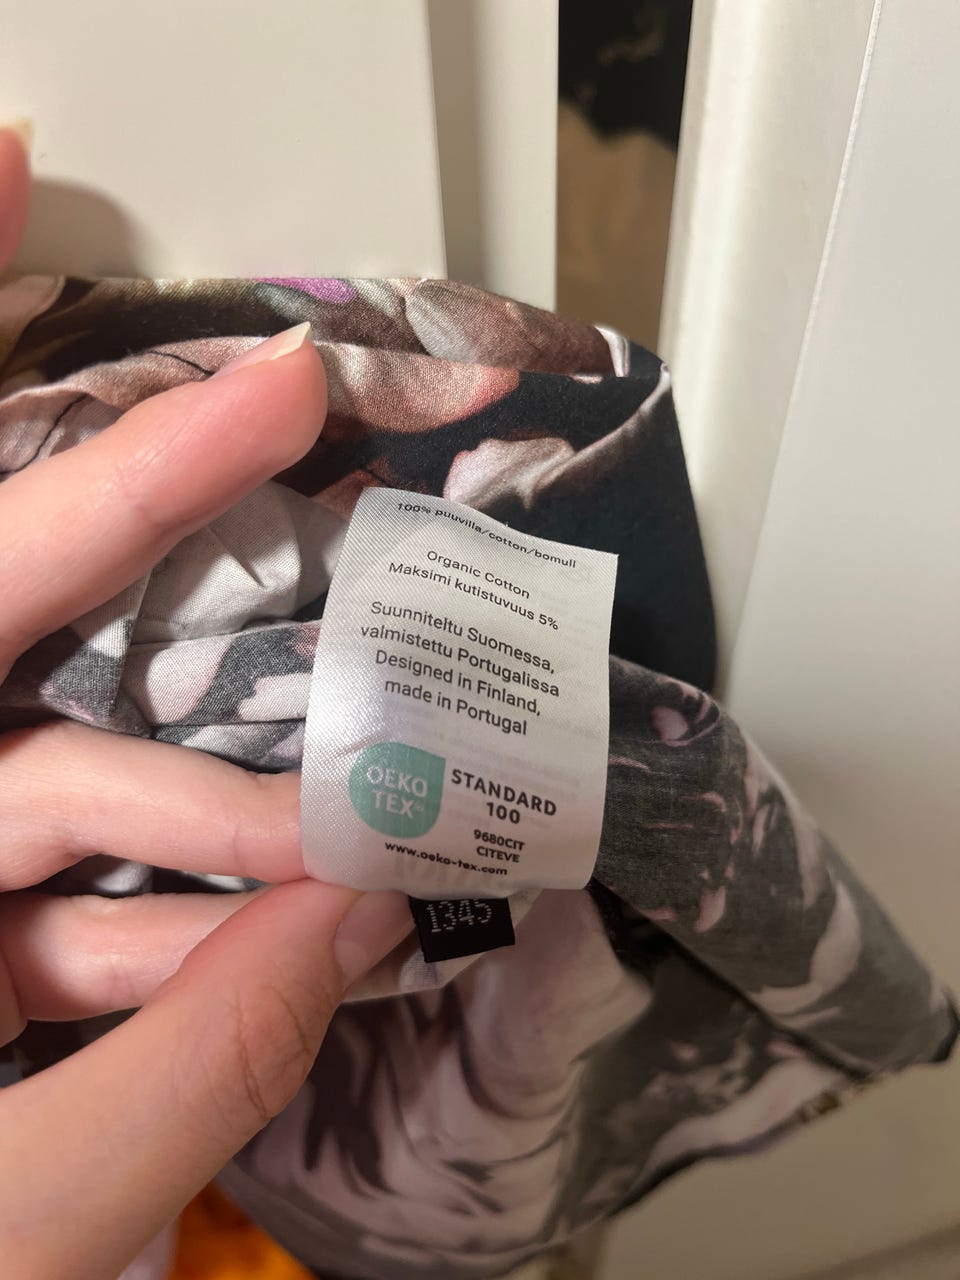 100% puuvilla/cotton/bomull
Organic Cotton
Maksimi kutistuvuus 5%
Suunniteltu Suomessa,
valmistettu Portugalissa
Designed in Finland,
made in Portugal
OEKO
TEX®
STANDARD
100
9680CIT
CITEVE
www.oeko-tex.com
1345